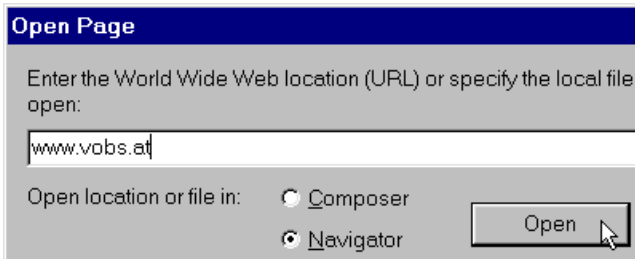 Open Page
Enter the World Wide Web location (URL) or specify the local file
open:
www.vobs.at
Open location or file in:
Composer
Open
Navigator